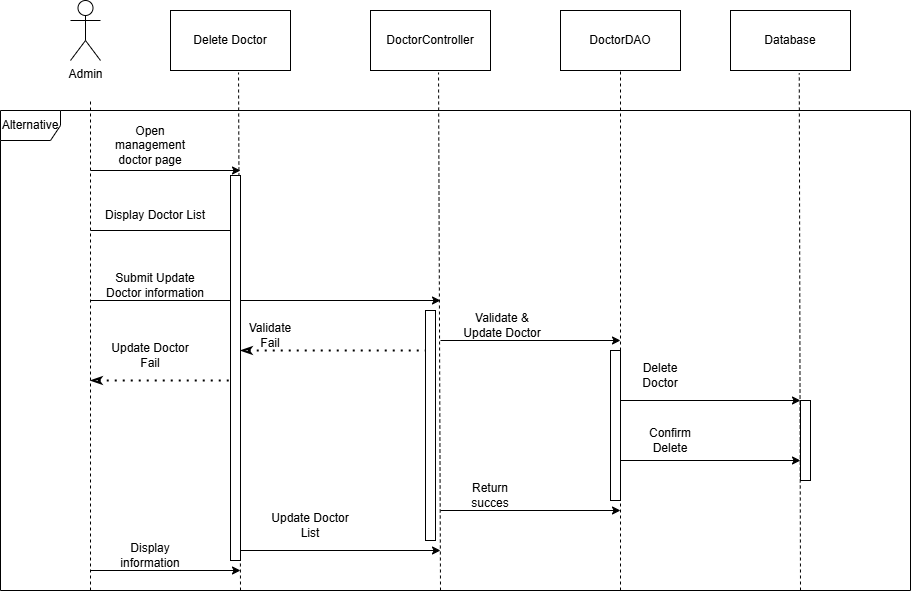 Admin
Delete Doctor
DoctorController
DoctorDAO
Database
Alternative
Open
management
doctor page
Display Doctor List
Submit Update
Doctor information
Validate
Fail
Validate &
Update Doctor
Update Doctor
Fail
Delete
Doctor
Confirm
Delete
Return
succes
Update Doctor
List
Display
information